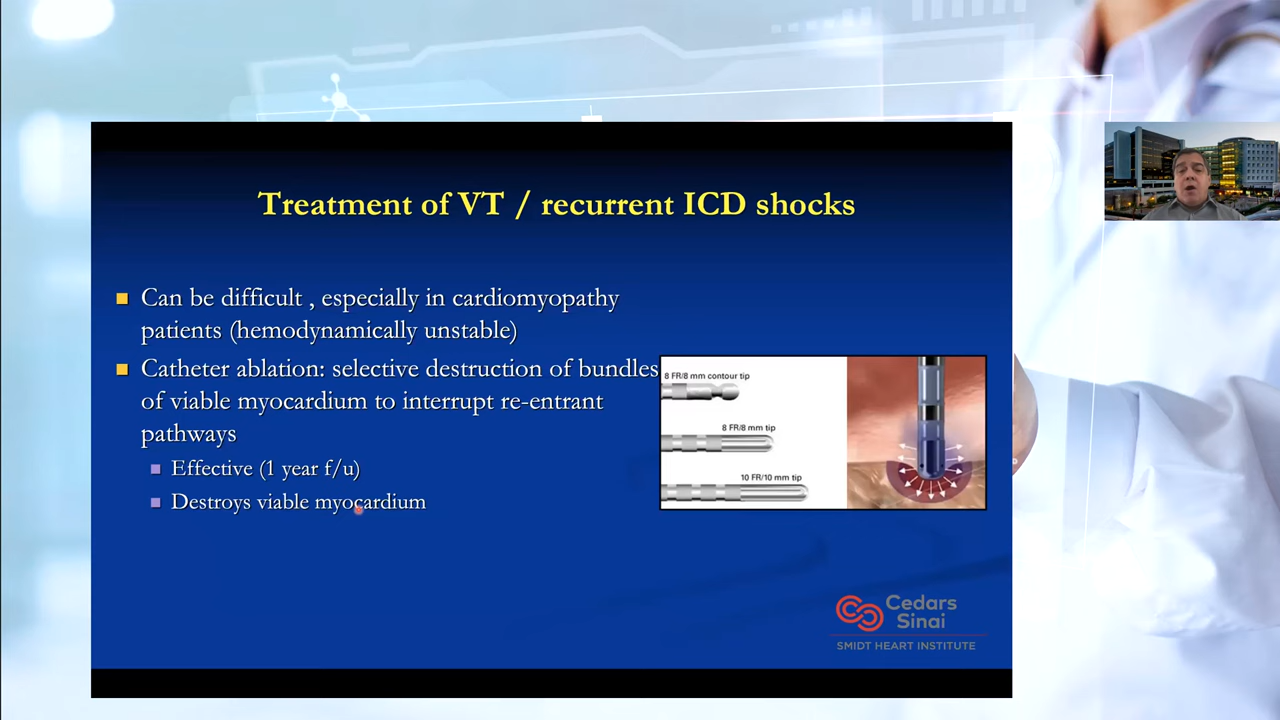 Treatment of VT / recurrent ICD shocks
Can be difficult , especially in cardiomyopathy
patients (hemodynamically unstable)
Catheter ablation: selective destruction of bundles
of viable myocardium to interrupt re-entrant
pathways
Effective (1 year f/u)
Destroys viable myocardium
8 FR/8 mm contour tip
8 FR/8 mm tip
10 FR/10 mm tip
Cedars
Sinai
SMIDT HEART INSTITUTE